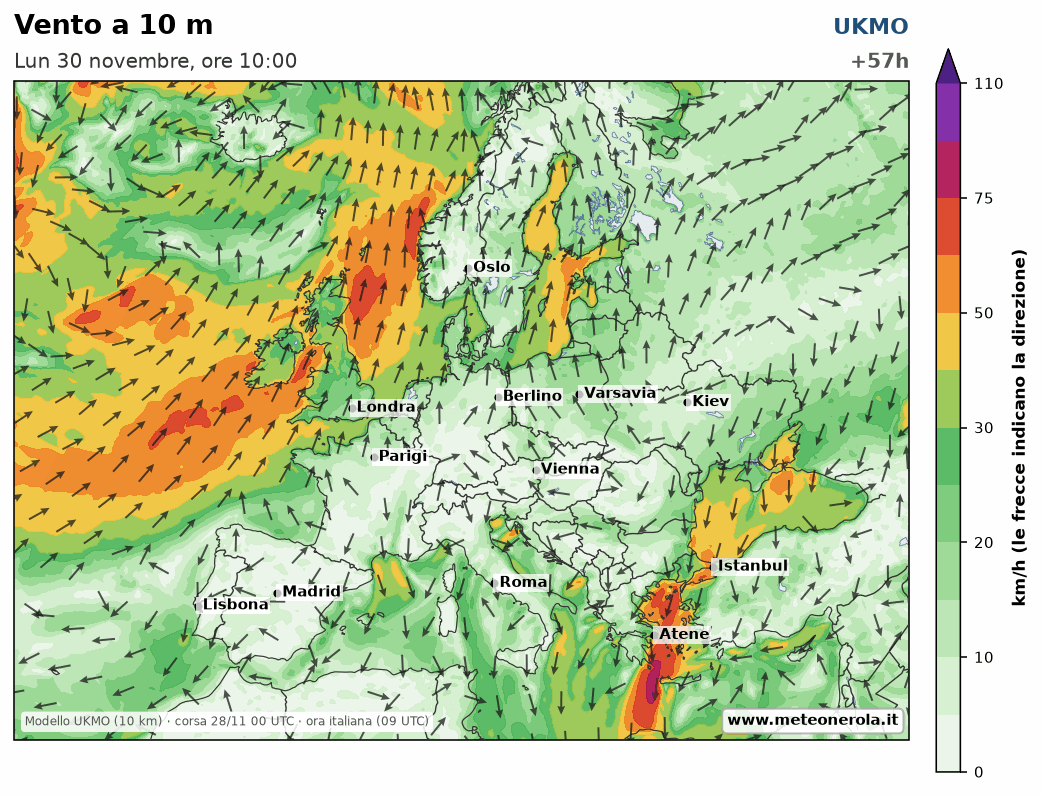 Vento a 10 m
UKMO
Lun 30 novembre, ore 10:00
+57h
110
75
50
30
20
10
0
km/h (le frecce indicano la direzione)
Oslo
Berlino
Varsavia
Kiev
Londra
Parigi
Vienna
Istanbul
Roma
Madrid
Lisbona
Atene
Modello UKMO (10 km) · corsa 28/11 00 UTC · ora italiana (09 UTC)
www.meteonerola.it